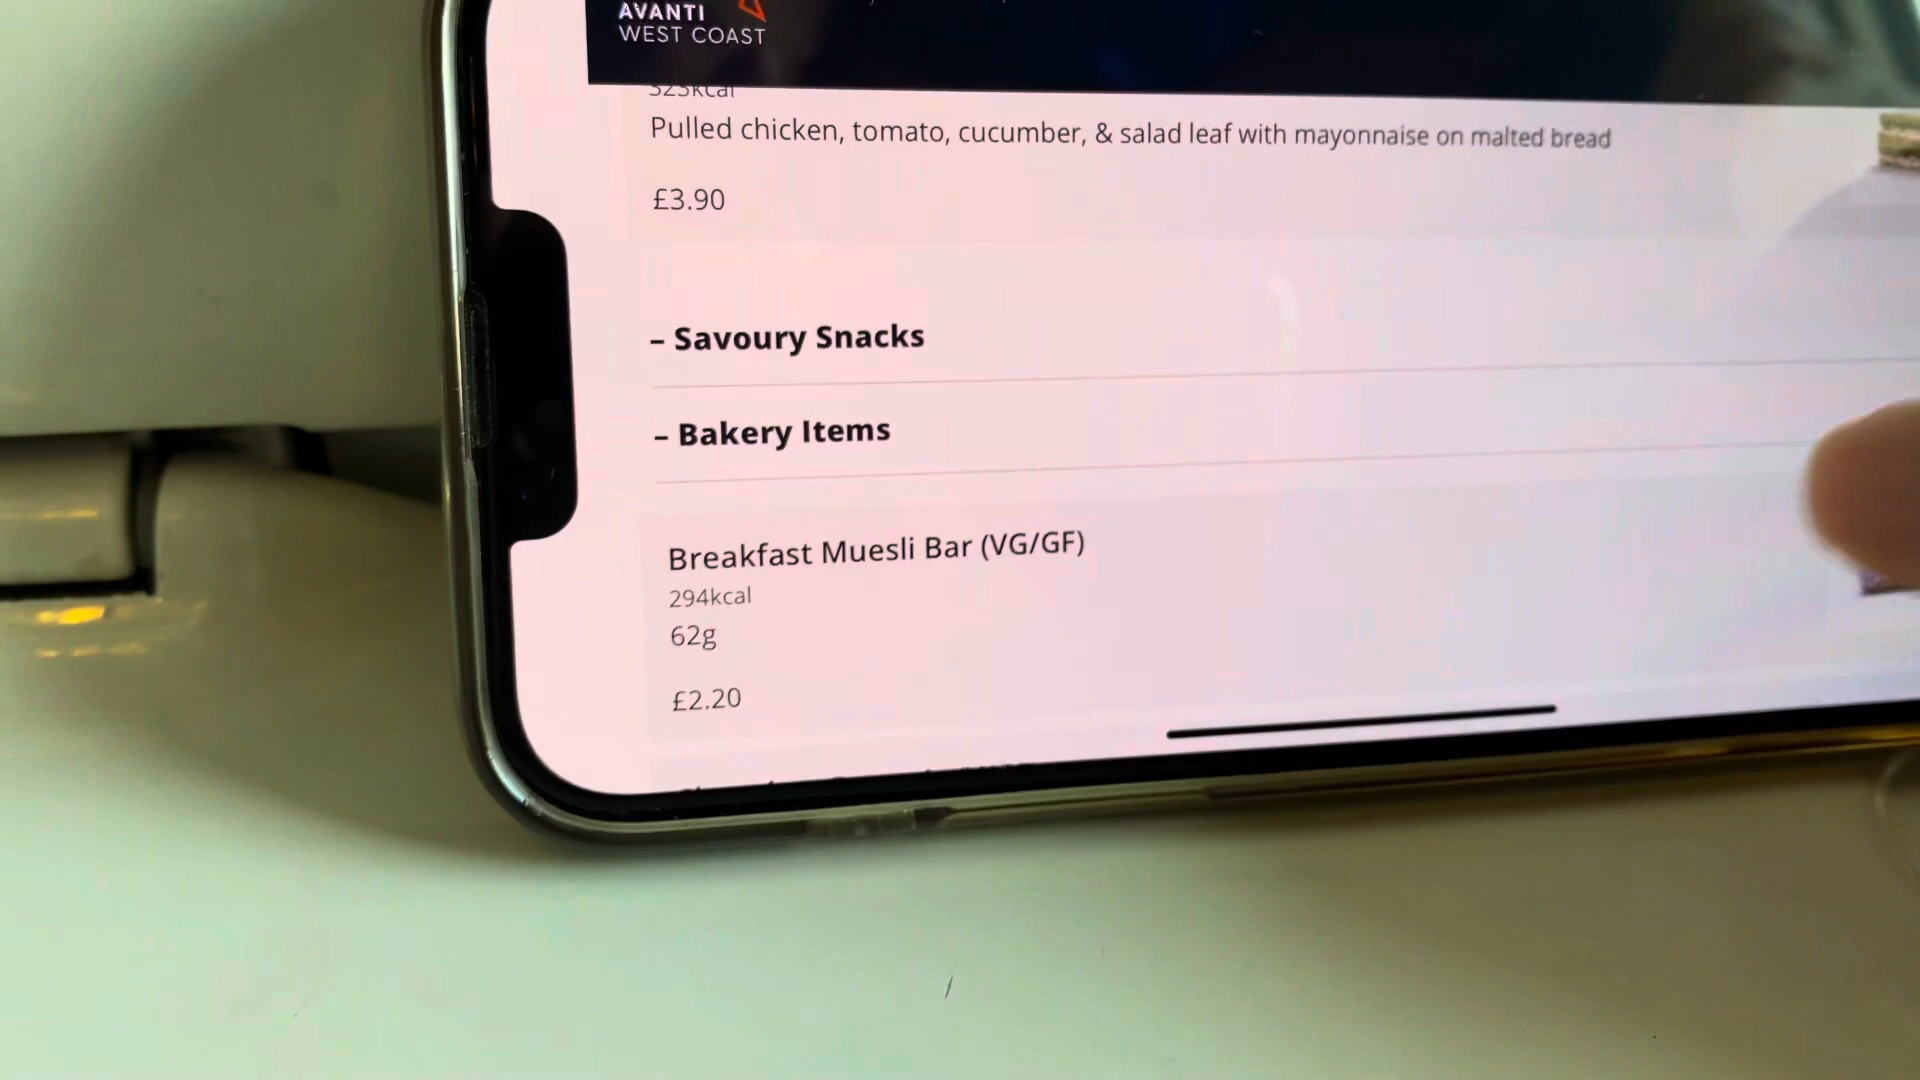 AVANTI
WEST COAST
323kcal
Pulled chicken, tomato, cucumber, & salad leaf with mayonnaise on malted bread
£3.90
– Savoury Snacks
– Bakery Items
Breakfast Muesli Bar (VG/GF)
294kcal
62g
£2.20